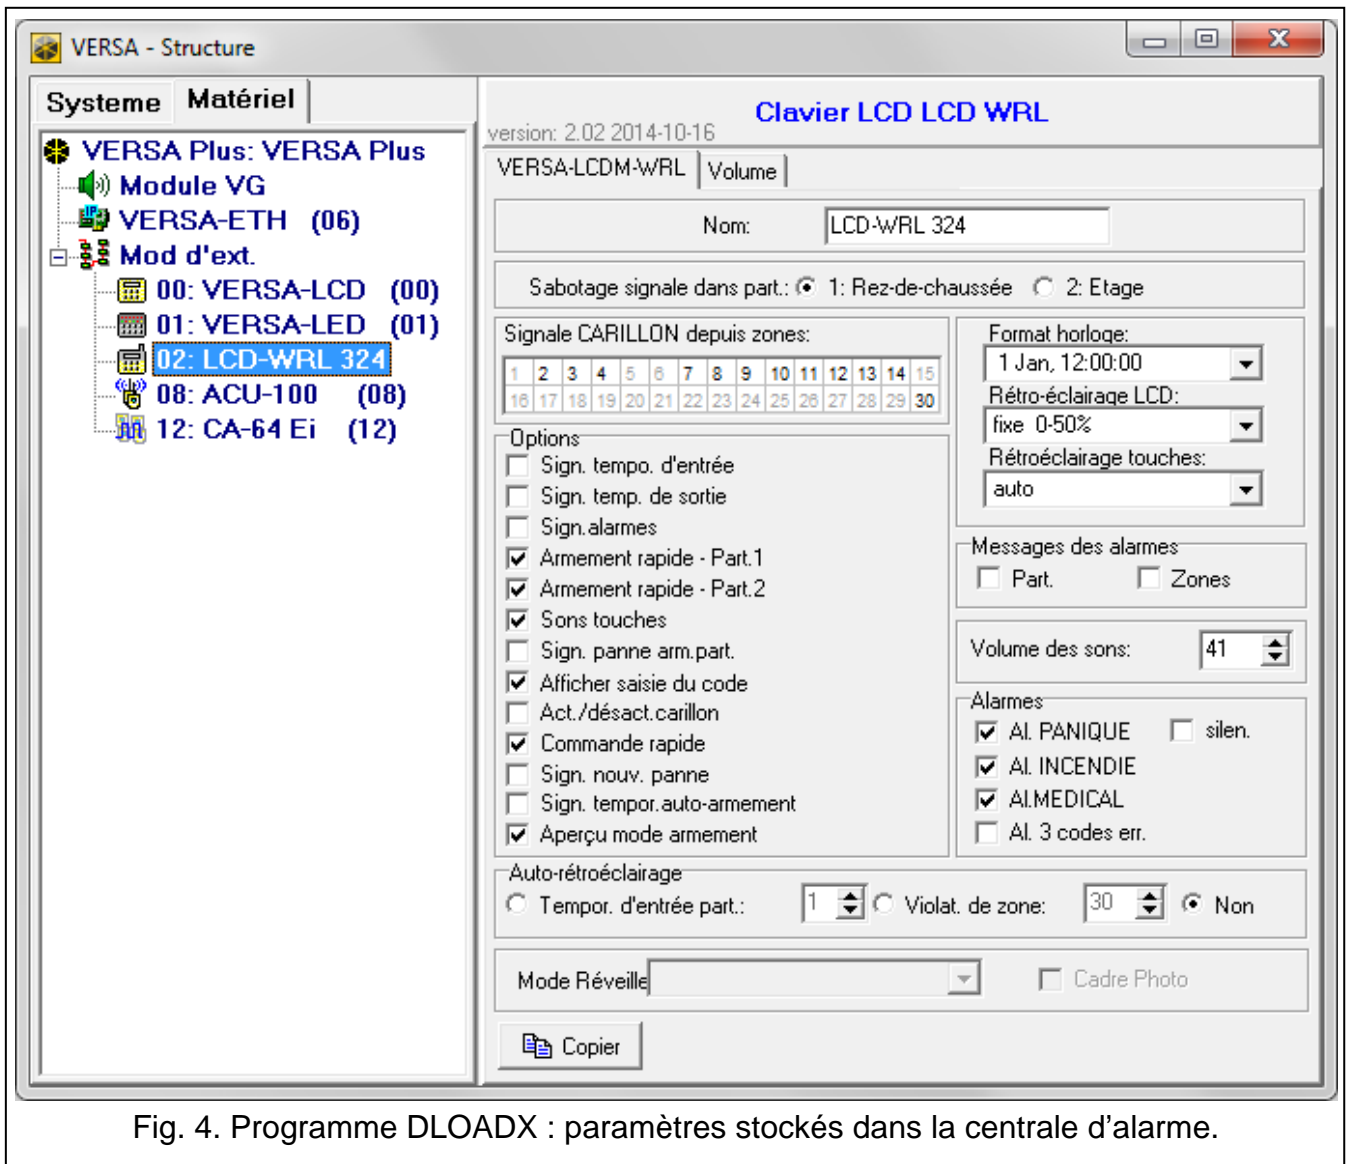 VERSA - Structure
Systeme Matériel
VERSA Plus: VERSA Plus
Module VG
VERSA-ETH (06)
Mod d'ext.
00: VERSA-LCD (00)
01: VERSA-LED (01)
02: LCD-WRL 324
08: ACU-100 (08)
12: CA-64 Ei (12)
Clavier LCD LCD WRL
version: 2.02 2014-10-16
VERSA-LCDM-WRL Volume
Nom: LCD-WRL 324
Sabotage signale dans part.: 1: Rez-de-chaussée 2: Etage
Signale CARILLON depuis zones:
1 2 3 4 5 6 7 8 9 10 11 12 13 14 15
16 17 18 19 20 21 22 23 24 25 26 27 28 29 30
Options
Sign. tempo. d'entrée
Sign. temp. de sortie
Sign.alarmes
Armement rapide - Part.1
Armement rapide - Part.2
Sons touches
Sign. panne arm.part.
Afficher saisie du code
Act./désact.carillon
Commande rapide
Sign. nouv. panne
Sign. tempor.auto-armement
Aperçu mode armement
Format horloge:
1 Jan, 12:00:00
Rétro-éclairage LCD:
fixe 0-50%
Rétroéclairage touches:
auto
Messages des alarmes
Part. Zones
Volume des sons: 41
Alarmes
Al. PANIQUE silen.
Al. INCENDIE
Al.MEDICAL
Al. 3 codes err.
Auto-rétroéclairage
Tempor. d'entrée part.: 1 Violat. de zone: 30 Non
Mode Réveille Cadre Photo
Copier
Fig. 4. Programme DLOADX : paramètres stockés dans la centrale d’alarme.